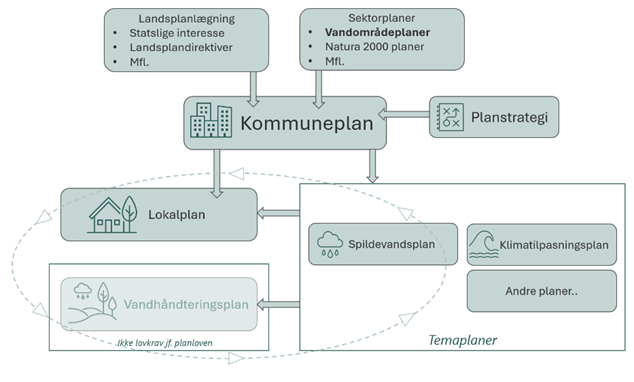 Landsplanlægning
• Statslige interesse
• Landsplandirektiver
• Mfl.
Sektorplaner
• Vandområdeplaner
• Natura 2000 planer
• Mfl.
Kommuneplan
Planstrategi
Lokalplan
Spildevandsplan
Klimatilpasningsplan
Andre planer..
Vandhåndteringsplan
Ikke lovkrav jf. planloven
Temaplaner